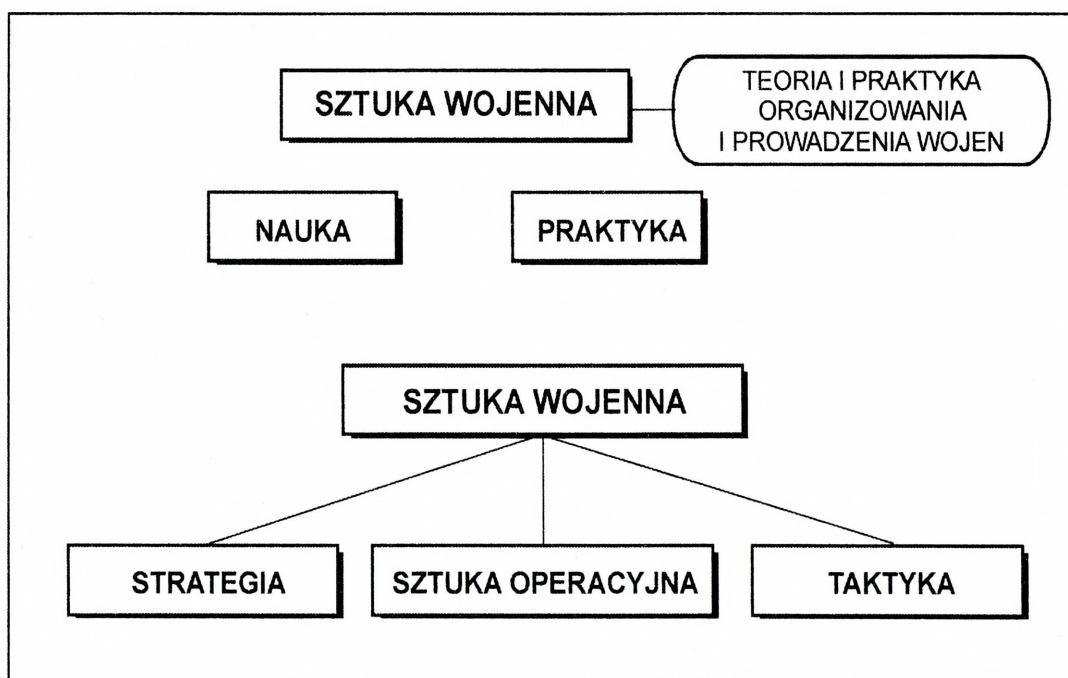 SZTUKA WOJENNA
TEORIA I PRAKTYKA
ORGANIZOWANIA
I PROWADZENIA WOJEN
NAUKA
PRAKTYKA
SZTUKA WOJENNA
STRATEGIA
SZTUKA OPERACYJNA
TAKTYKA